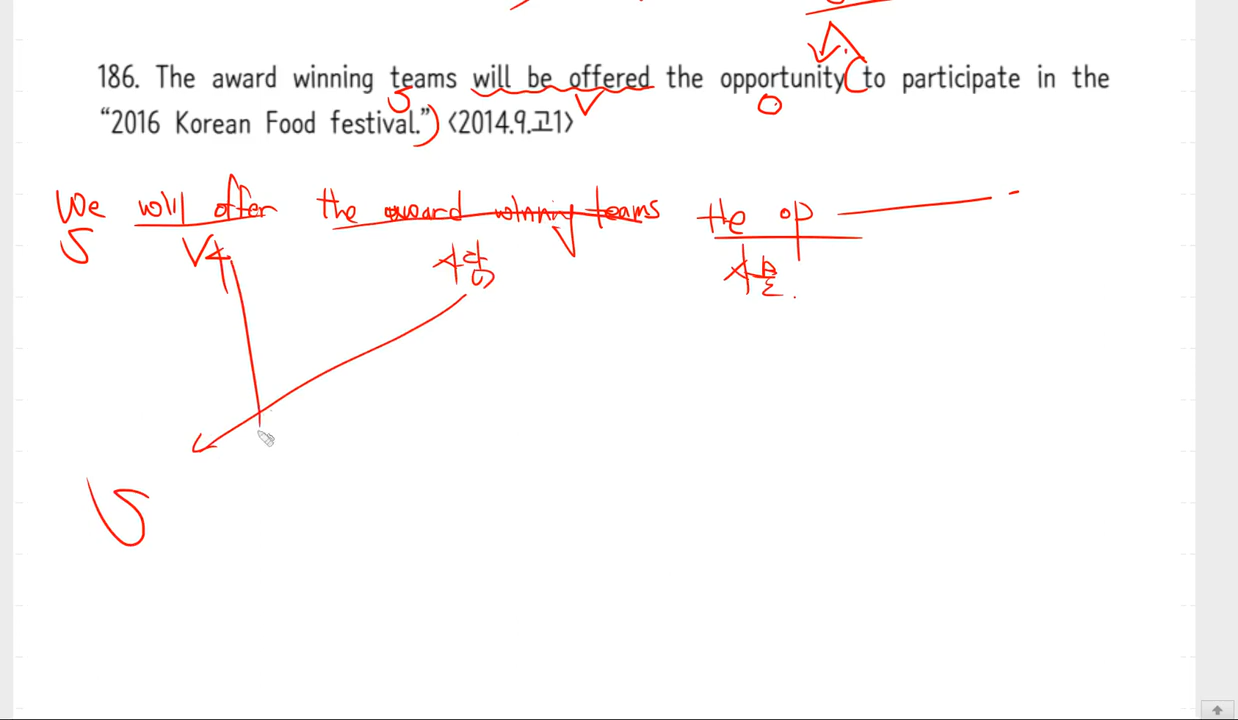 186. The award winning teams will be offered the opportunity ( to participate in the
S V O
“2016 Korean Food festival.”) <2014.9.고1>
We will offer the award winning teams the op
S V4 사람 사물.
S